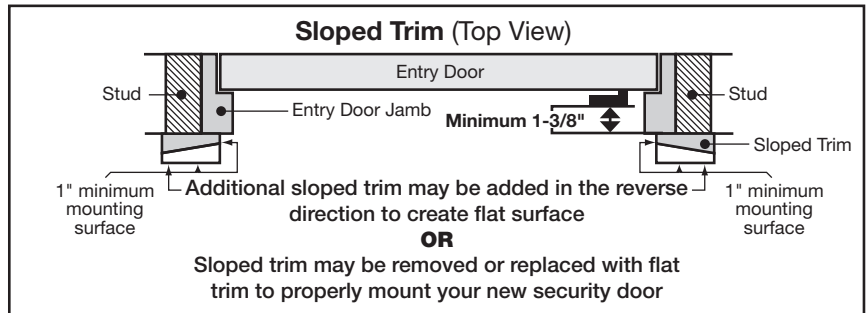 Sloped Trim (Top View)
Entry Door
Stud
Stud
Entry Door Jamb
Minimum 1-3/8"
Sloped Trim
1" minimum
mounting
surface
Additional sloped trim may be added in the reverse
direction to create flat surface
1" minimum
mounting
surface
OR
Sloped trim may be removed or replaced with flat
trim to properly mount your new security door